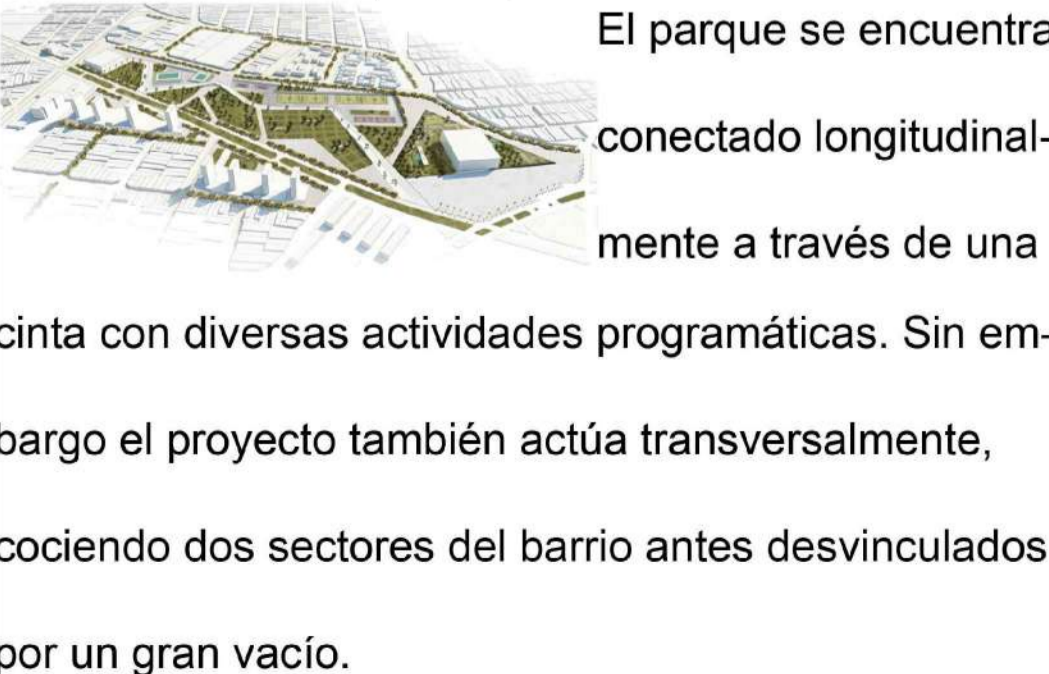 El parque se encuentra
conectado longitudinal-
mente a través de una
cinta con diversas actividades programáticas. Sin em-
bargo el proyecto también actúa transversalmente,
cociendo dos sectores del barrio antes desvinculados
por un gran vacío.